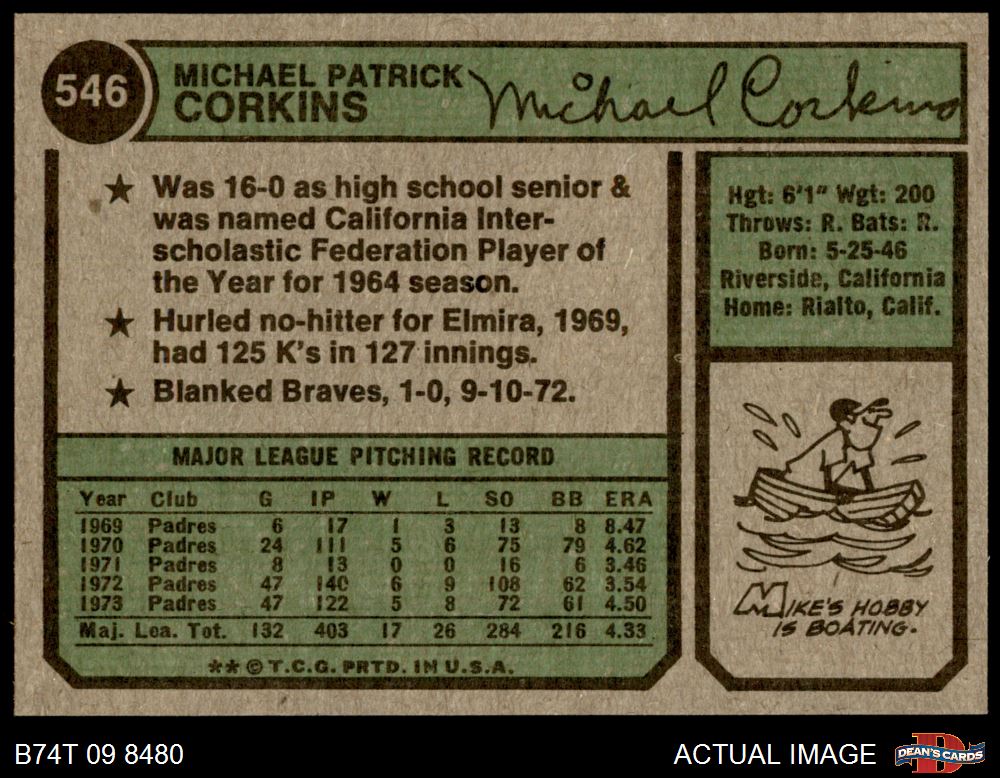 546
MICHAEL PATRICK
CORKINS
Michael Corkins
★ Was 16-0 as high school senior &
was named California Inter-
scholastic Federation Player of
the Year for 1964 season.
★ Hurled no-hitter for Elmira, 1969,
had 125 K's in 127 innings.
★ Blanked Braves, 1-0, 9-10-72.
Hgt: 6'1" Wgt: 200
Throws: R. Bats: R.
Born: 5-25-46
Riverside, California
Home: Rialto, Calif.
MAJOR LEAGUE PITCHING RECORD
Year Club G IP W L SO BB ERA
1969 Padres 6 17 1 3 13 8 8.47
1970 Padres 24 111 5 6 75 79 4.62
1971 Padres 8 13 0 0 16 6 3.46
1972 Padres 47 140 6 9 108 62 3.54
1973 Padres 47 122 5 8 72 61 4.50
Maj. Lea. Tot. 132 403 17 26 284 216 4.33
**©T.C.G. PRTD. IN U.S.A.
MIKE'S HOBBY
IS BOATING.
B74T 09 8480
ACTUAL IMAGE
D
DEAN'S CARDS